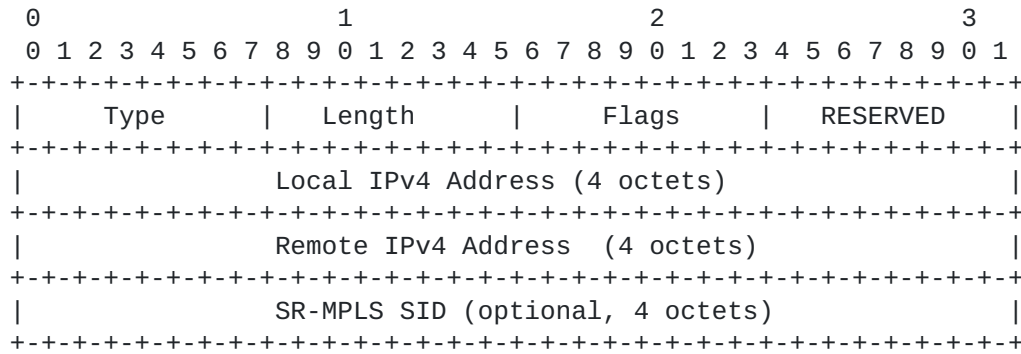 0                   1                   2                   3
 0 1 2 3 4 5 6 7 8 9 0 1 2 3 4 5 6 7 8 9 0 1 2 3 4 5 6 7 8 9 0 1
+-+-+-+-+-+-+-+-+-+-+-+-+-+-+-+-+-+-+-+-+-+-+-+-+-+-+-+-+-+-+-+-+
|     Type      |   Length      |     Flags     |   RESERVED    |
+-+-+-+-+-+-+-+-+-+-+-+-+-+-+-+-+-+-+-+-+-+-+-+-+-+-+-+-+-+-+-+-+
|                Local IPv4 Address (4 octets)                  |
+-+-+-+-+-+-+-+-+-+-+-+-+-+-+-+-+-+-+-+-+-+-+-+-+-+-+-+-+-+-+-+-+
|                Remote IPv4 Address  (4 octets)                |
+-+-+-+-+-+-+-+-+-+-+-+-+-+-+-+-+-+-+-+-+-+-+-+-+-+-+-+-+-+-+-+-+
|                SR-MPLS SID (optional, 4 octets)               |
+-+-+-+-+-+-+-+-+-+-+-+-+-+-+-+-+-+-+-+-+-+-+-+-+-+-+-+-+-+-+-+-+